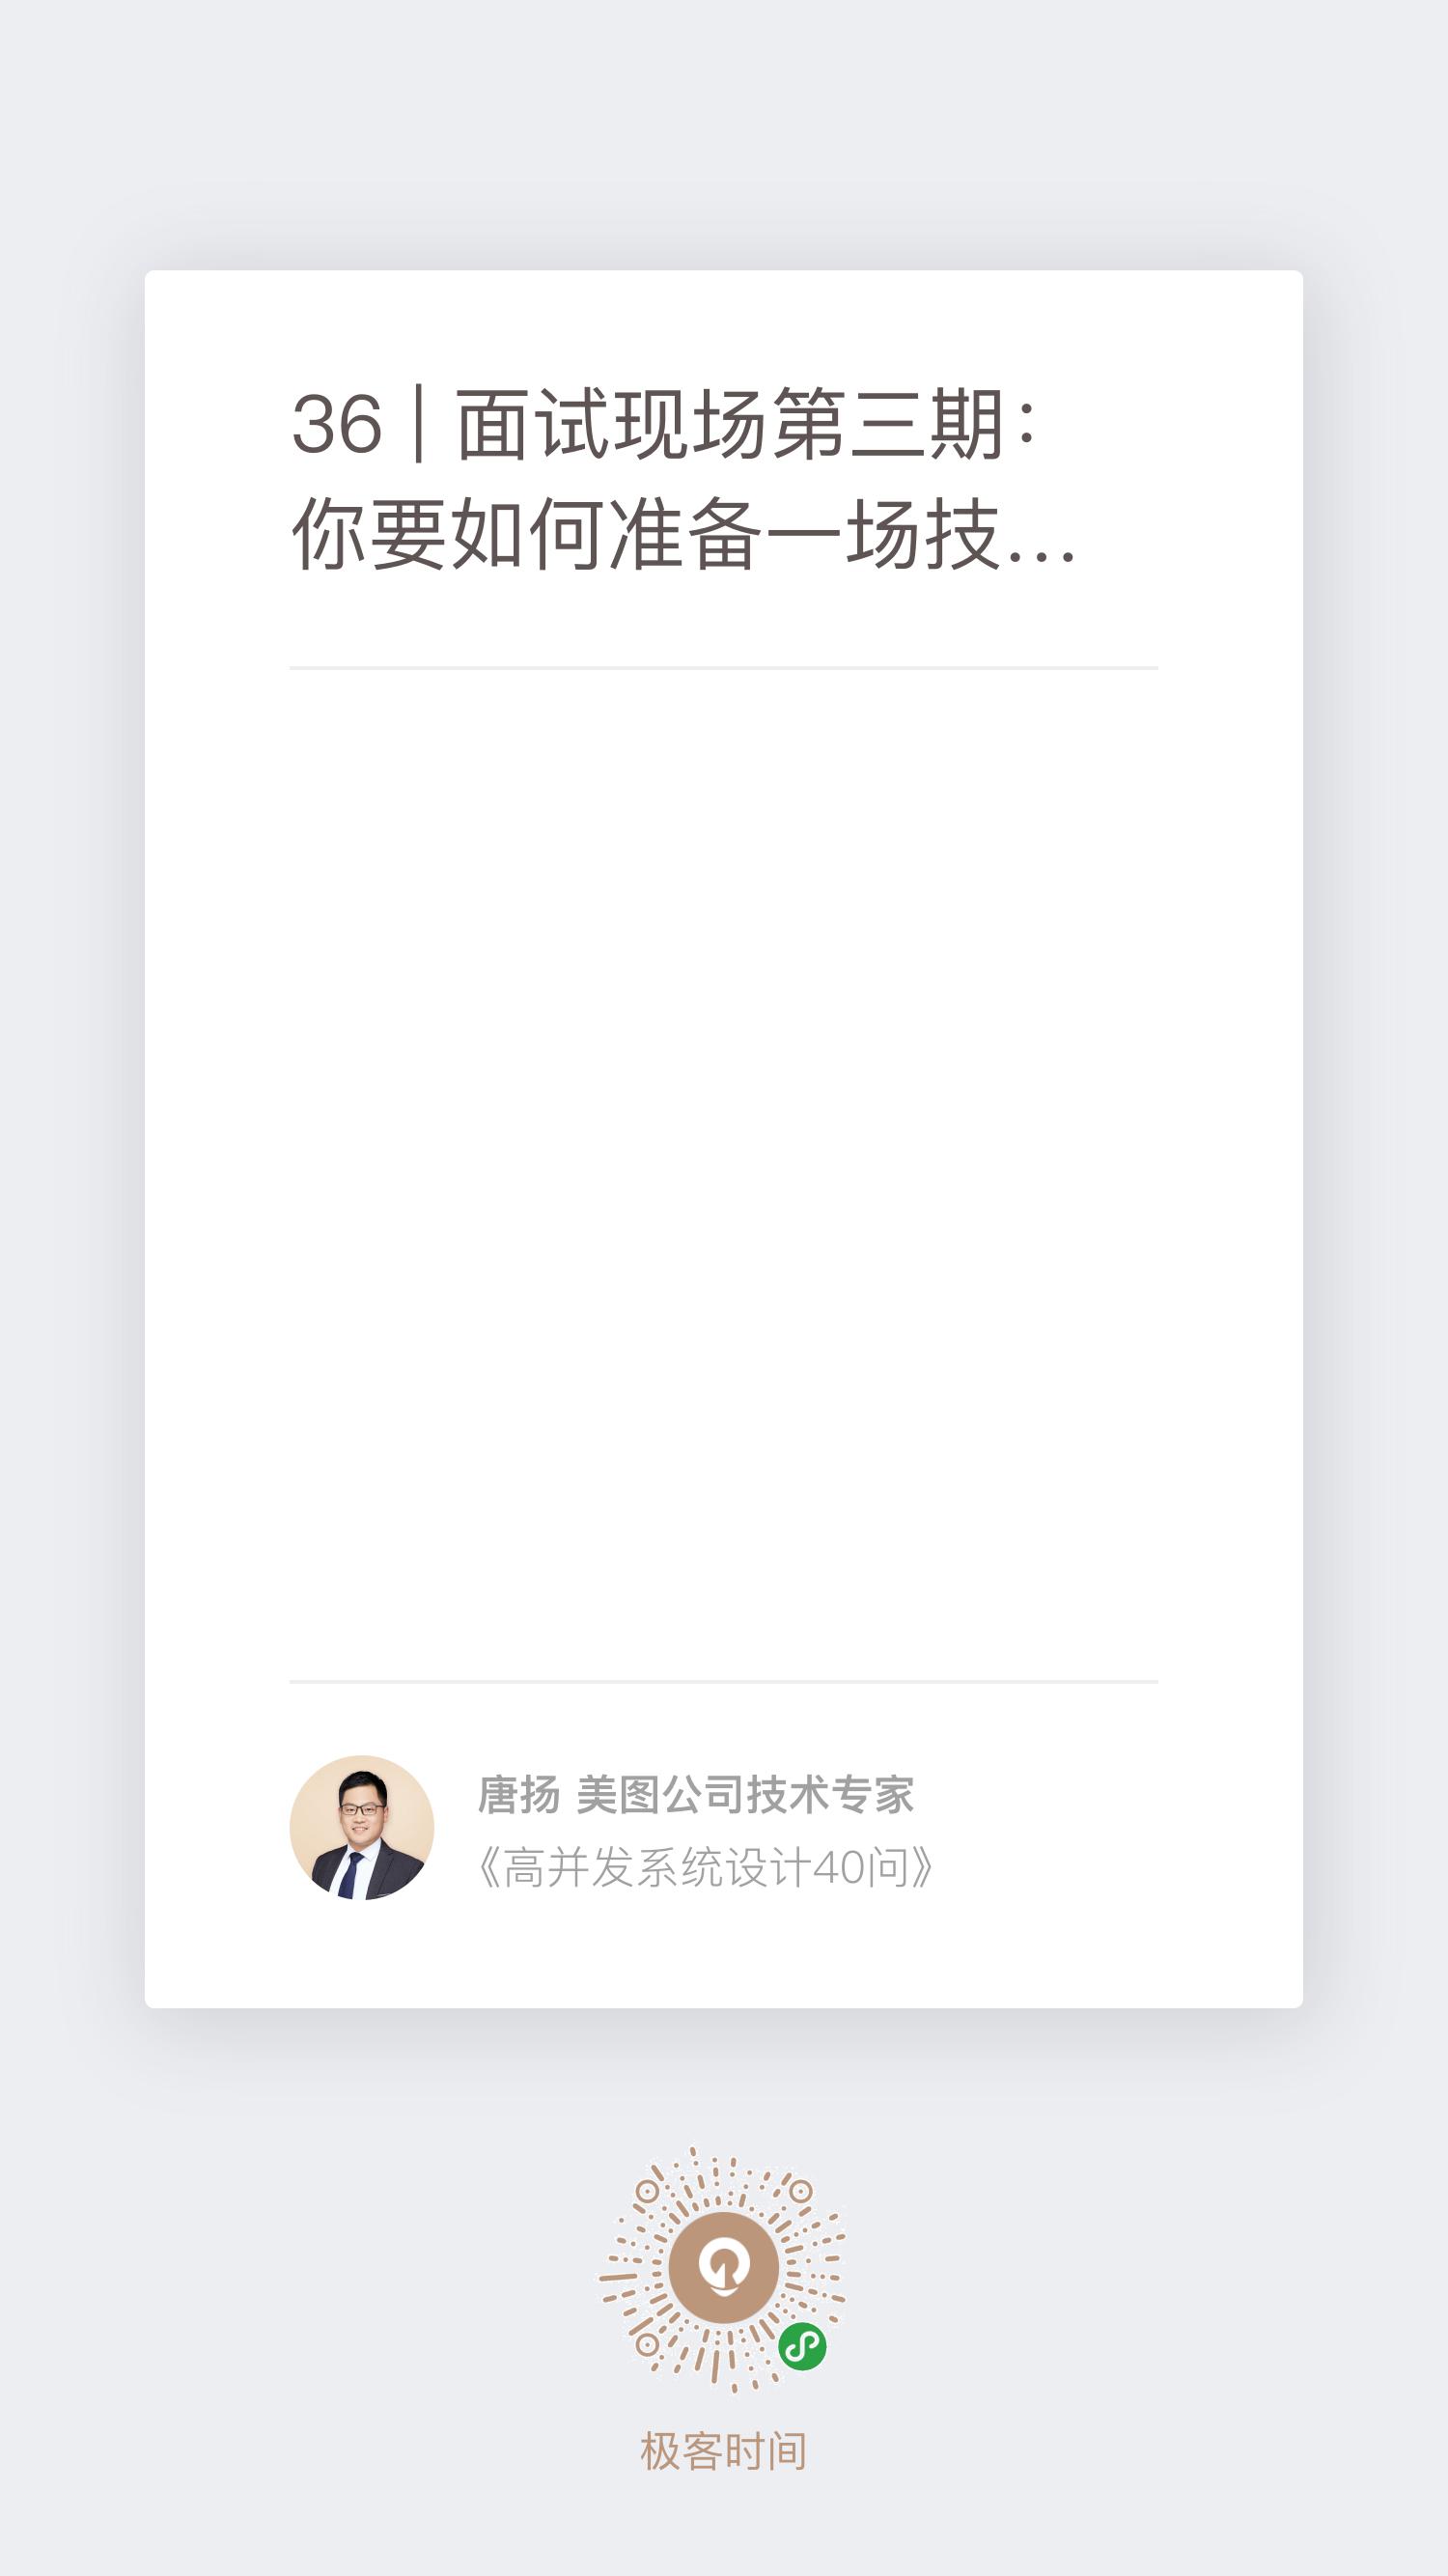 36 | 面试现场第三期：
你要如何准备一场技...
唐扬 美图公司技术专家
《高并发系统设计40问》
极客时间